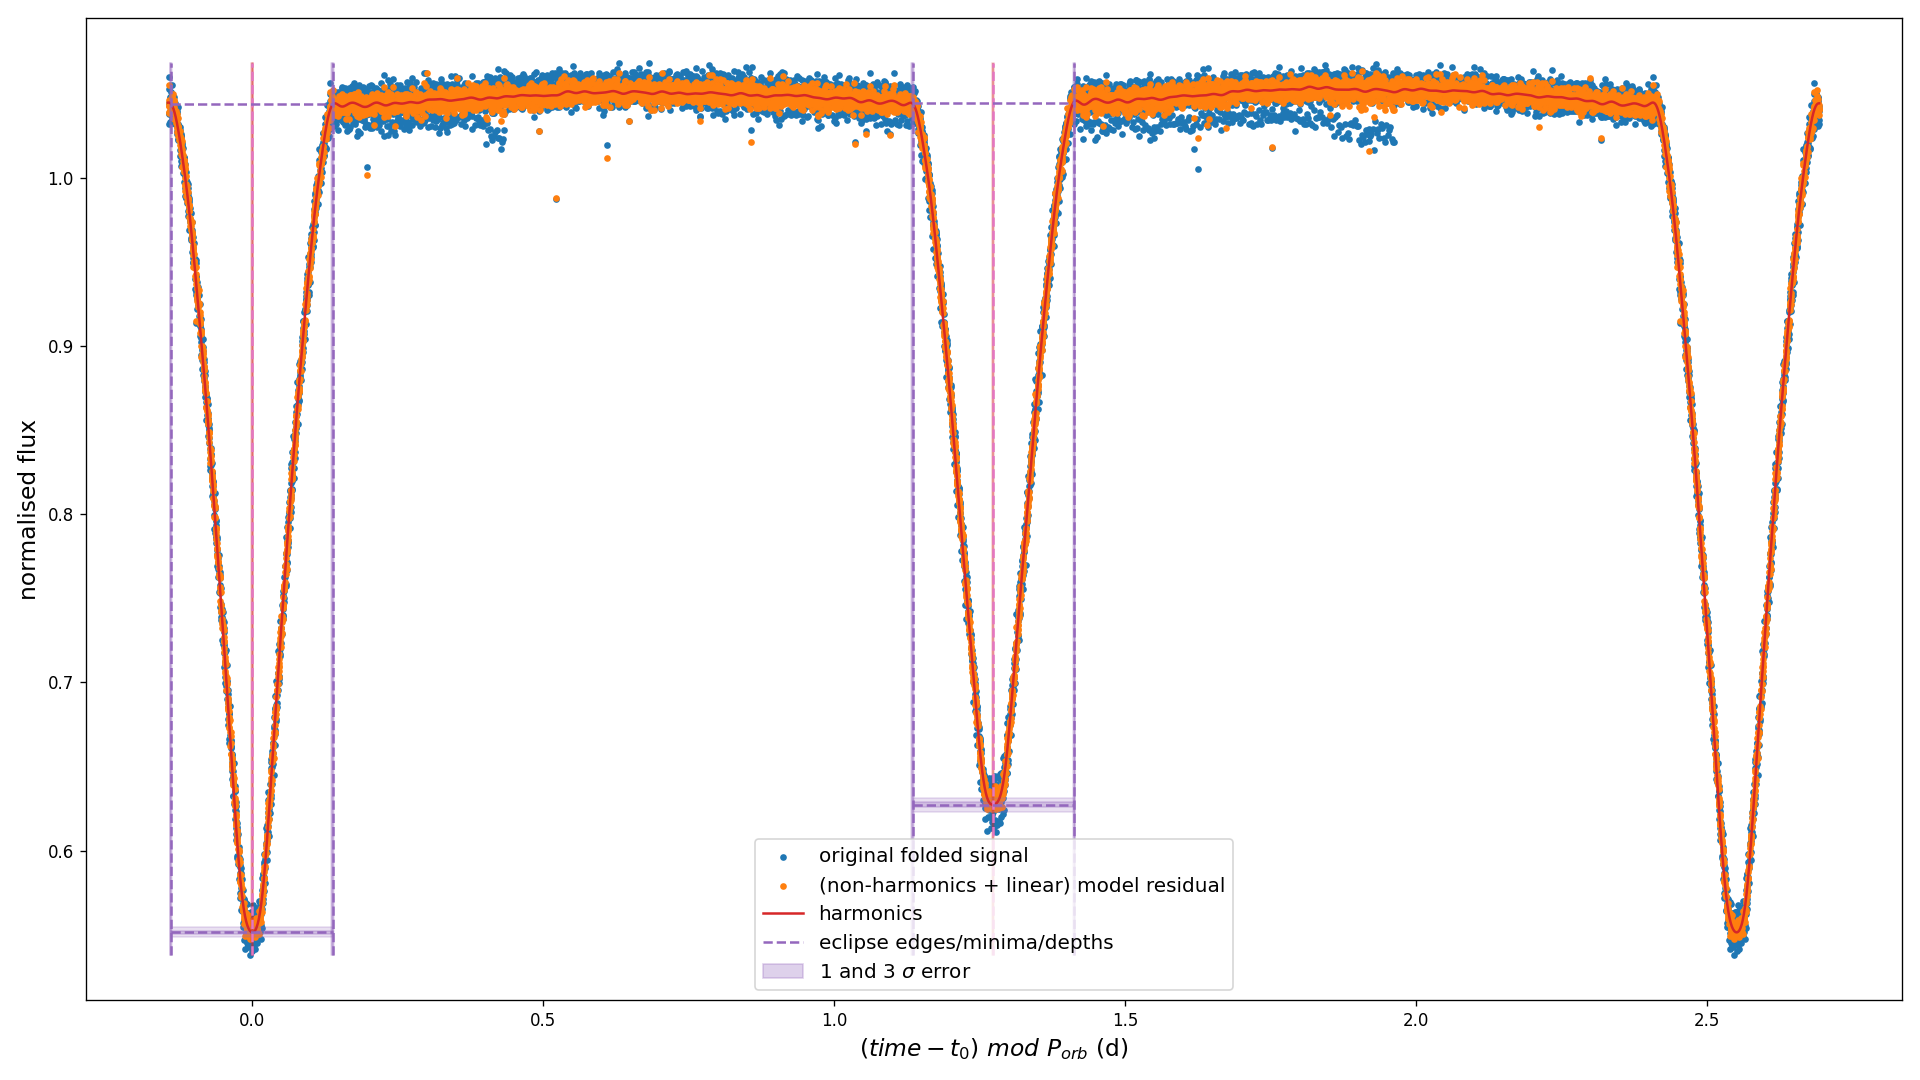 normalised flux
1.0
0.9
0.8
0.7
0.6
original folded signal
(non-harmonics + linear) model residual
harmonics
eclipse edges/minima/depths
1 and 3 σ error
0.0 0.5 1.0 1.5 2.0 2.5
(time − t₀) mod P_orb (d)